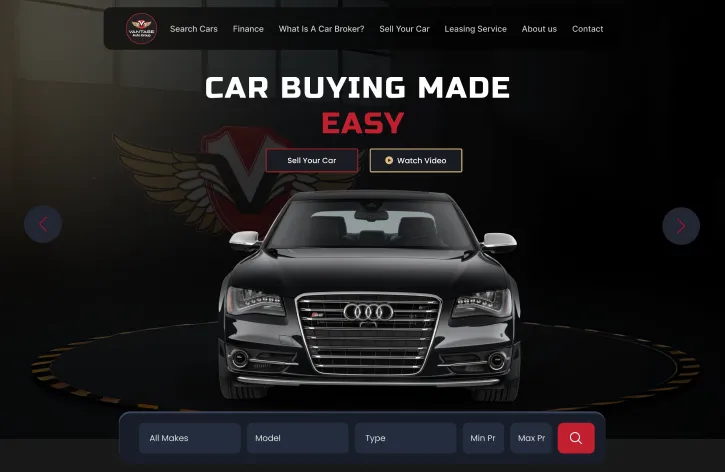 VANTAGE
Auto Group
Search Cars
Finance
What Is A Car Broker?
Sell Your Car
Leasing Service
About us
Contact
CAR BUYING MADE
EASY
Sell Your Car
Watch Video
All Makes
Model
Type
Min Pr
Max Pr